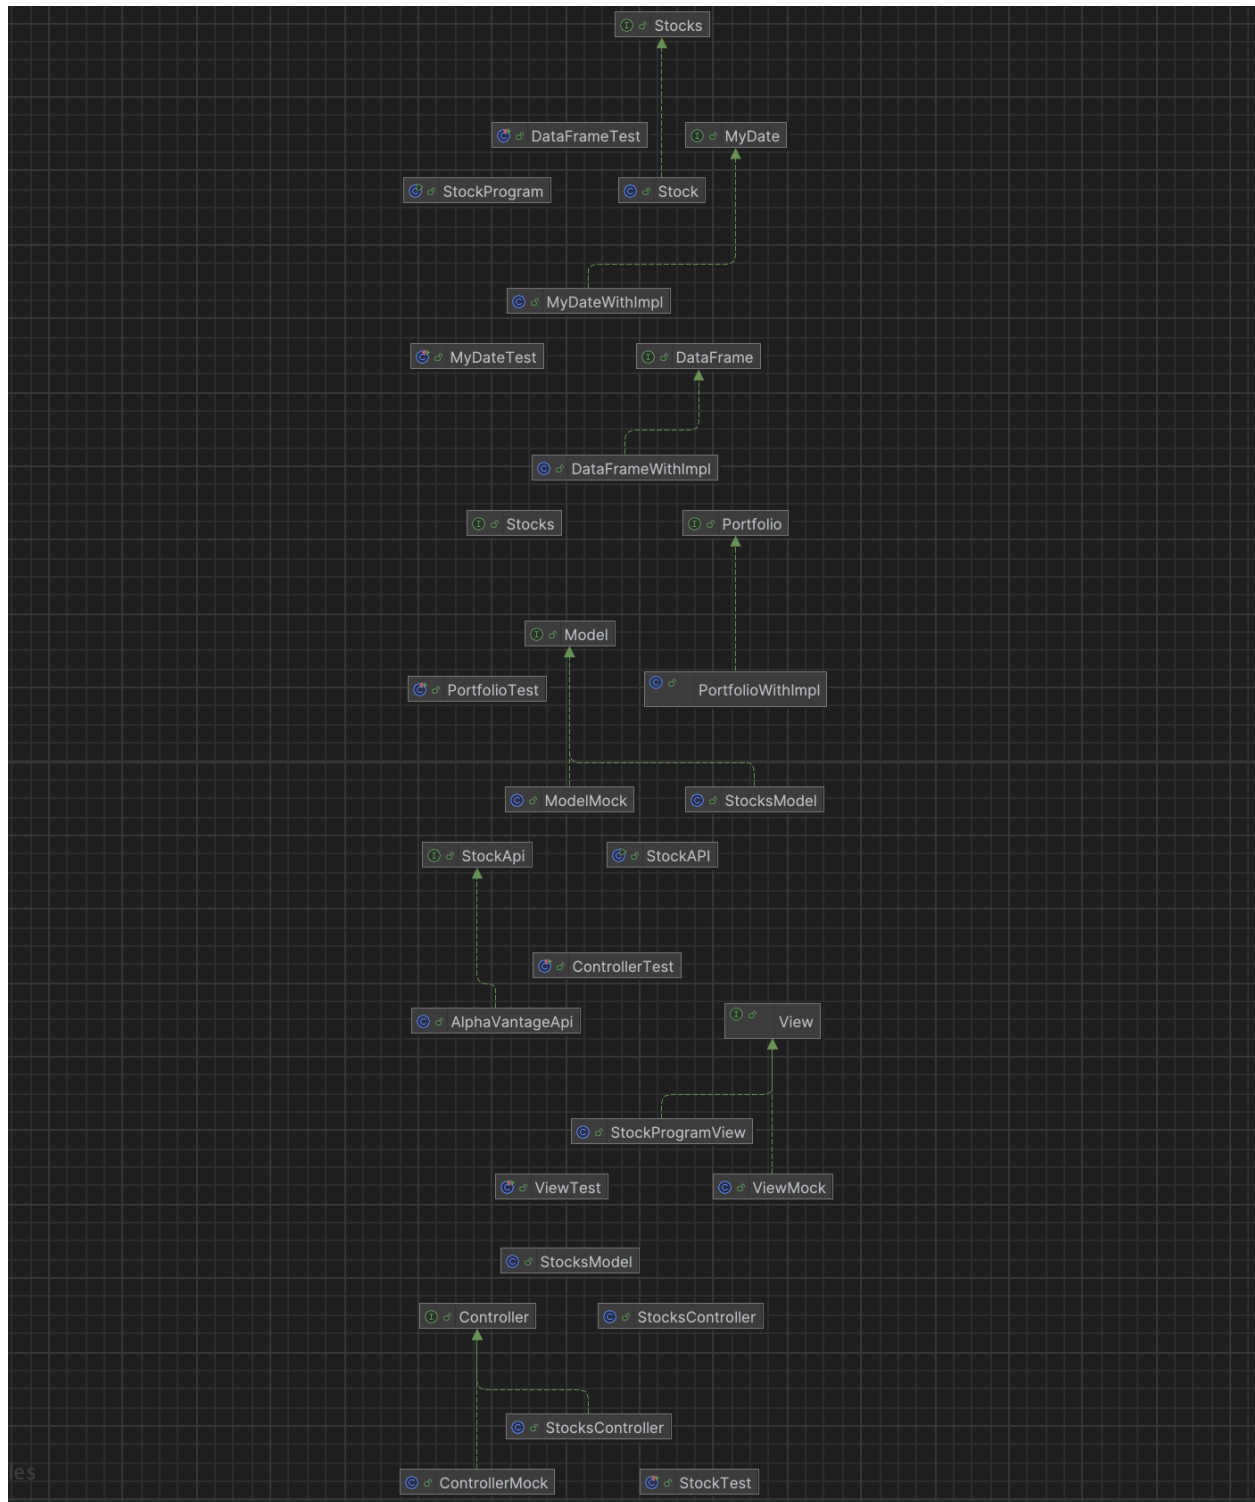 Stocks
DataFrameTest
MyDate
StockProgram
Stock
MyDateWithImpl
MyDateTest
DataFrame
DataFrameWithImpl
Stocks
Portfolio
Model
PortfolioTest
PortfolioWithImpl
ModelMock
StocksModel
StockApi
StockAPI
ControllerTest
AlphaVantageApi
View
StockProgramView
ViewTest
ViewMock
StocksModel
Controller
StocksController
StocksController
les
ControllerMock
StockTest